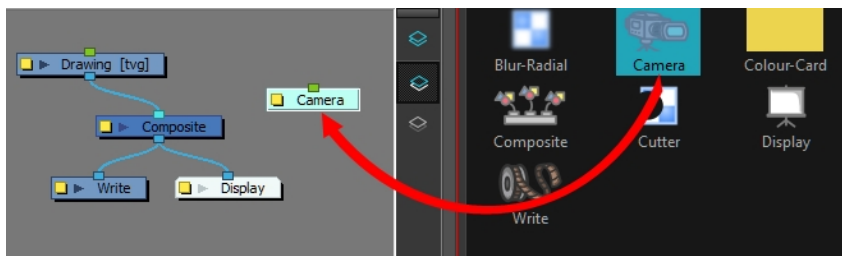 Drawing [tvg]
Camera
Composite
Write
Display
Blur-Radial
Camera
Colour-Card
Composite
Cutter
Display
Write